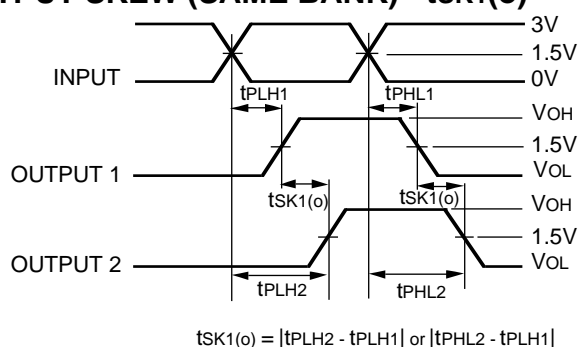 SKEW (SAME BANK) - tSK1(o)
3V
1.5V
0V
INPUT
tPLH1
tPHL1
VOH
1.5V
VOL
OUTPUT 1
tSK1(o)
tSK1(o)
VOH
1.5V
VOL
OUTPUT 2
tPLH2
tPHL2
tSK1(o) = |tPLH2 - tPLH1| or |tPHL2 - tPLH1|